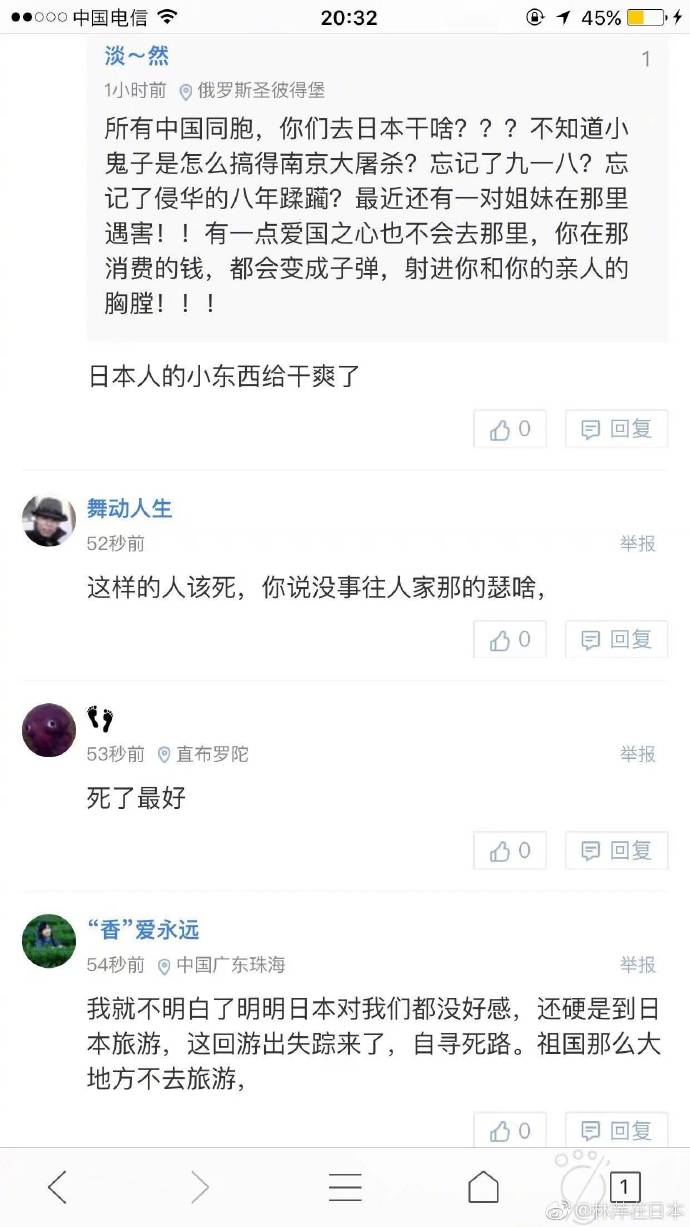 中国电信 20:32 45%
淡～然 1
1小时前 俄罗斯圣彼得堡
所有中国同胞，你们去日本干啥？？？不知道小
鬼子是怎么搞得南京大屠杀？忘记了九一八？忘
记了侵华的八年蹂躏？最近还有一对姐妹在那里
遇害！！有一点爱国之心也不会去那里，你在那
消费的钱，都会变成子弹，射进你和你的亲人的
胸膛！！！
日本人的小东西给干爽了
0 回复
舞动人生
52秒前 举报
这样的人该死，你说没事往人家那的瑟啥，
0 回复
👣
53秒前 直布罗陀 举报
死了最好
0 回复
“香”爱永远
54秒前 中国广东珠海 举报
我就不明白了明明日本对我们都没好感，还硬是到日
本旅游，这回游出失踪来了，自寻死路。祖国那么大
地方不去旅游，
0 回复
1
@林萍在日本